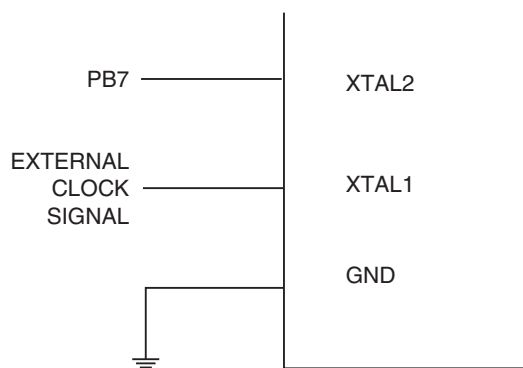 PB7
XTAL2
EXTERNAL
CLOCK
SIGNAL
XTAL1
GND